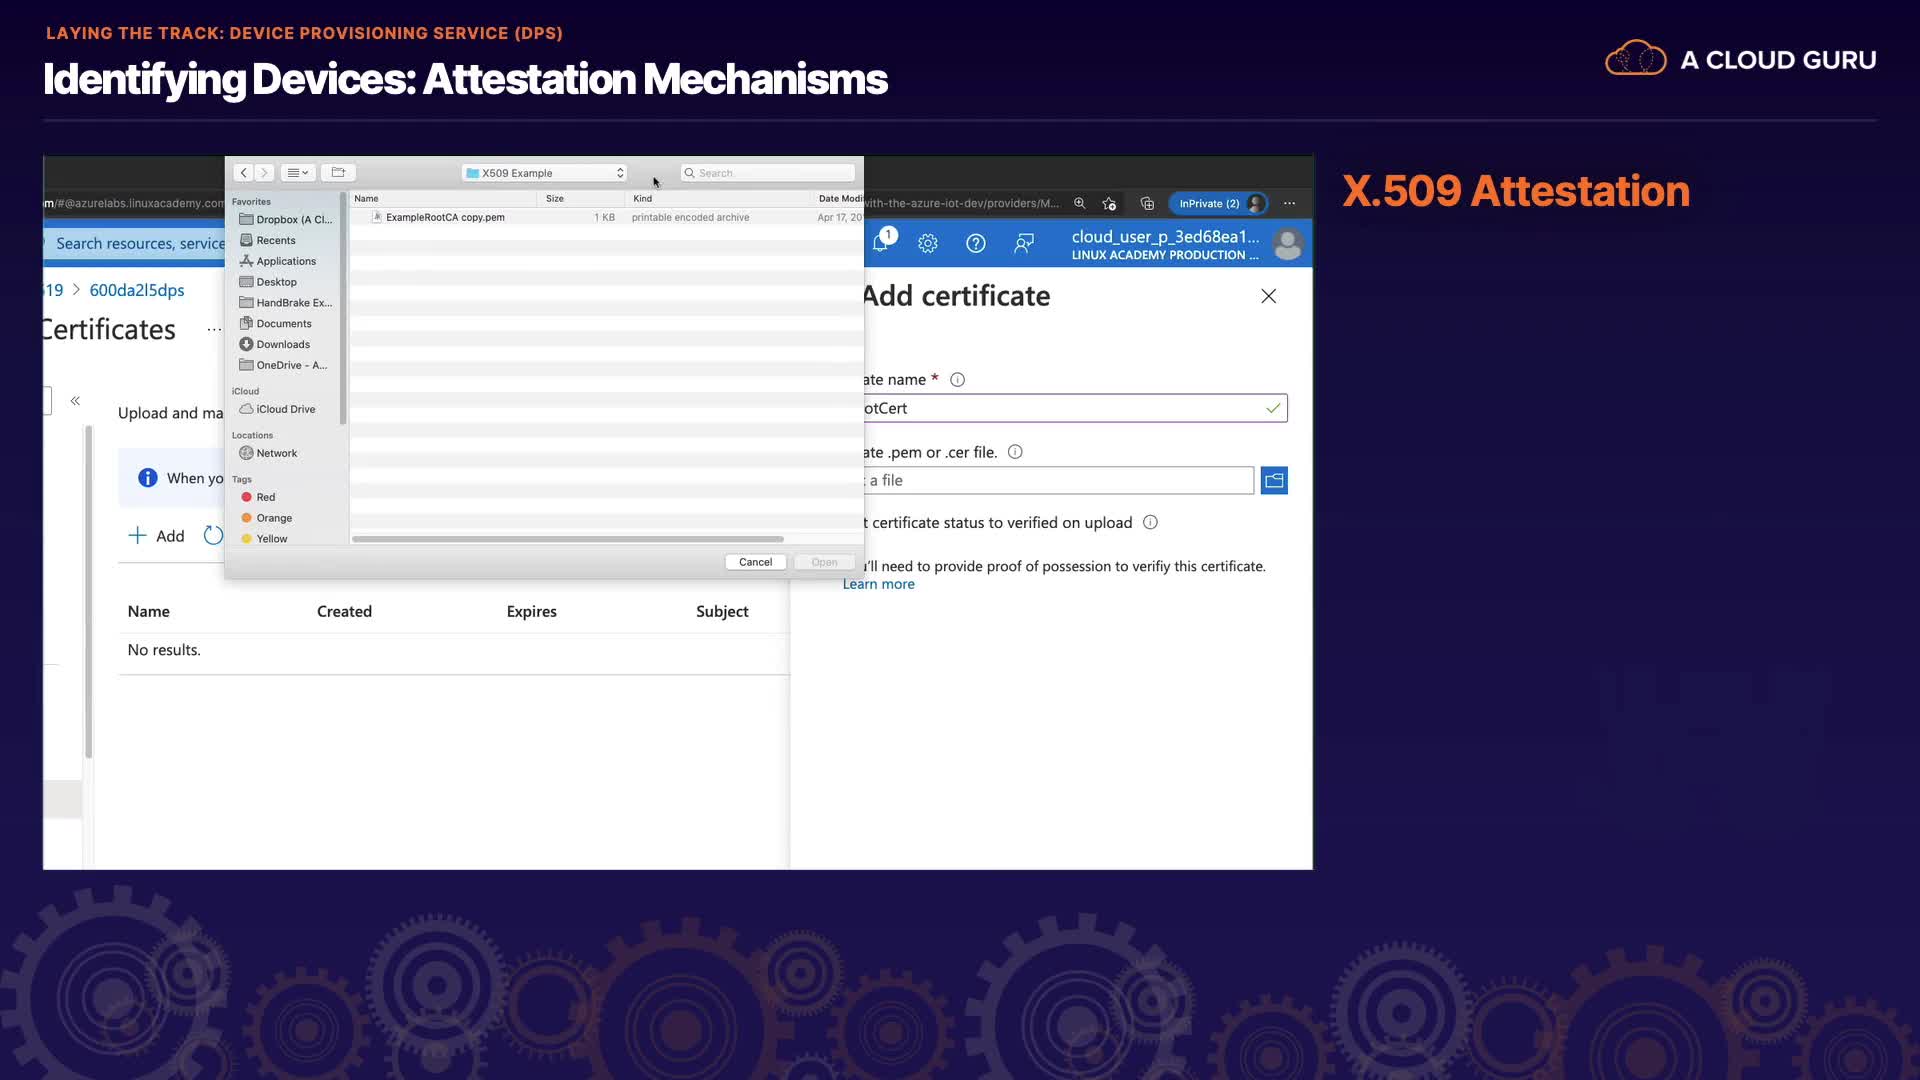 LAYING THE TRACK: DEVICE PROVISIONING SERVICE (DPS)
Identifying Devices: Attestation Mechanisms
A CLOUD GURU
X.509 Attestation
X509 Example
Search
Name Size Kind Date Modi
ExampleRootCA copy.pem 1 KB printable encoded archive Apr 17, 20
Favorites
Dropbox (A Cl...
Recents
Applications
Desktop
HandBrake Ex...
Documents
Downloads
OneDrive - A...
iCloud
iCloud Drive
Locations
Network
Tags
Red
Orange
Yellow
Cancel Open
m/#@azurelabs.linuxacademy.com
with-the-azure-iot-dev/providers/M...
InPrivate (2)
Search resources, service
1
cloud_user_p_3ed68ea1...
LINUX ACADEMY PRODUCTION ...
19 > 600da2l5dps
Certificates ...
Upload and ma
When yo
Add
Name Created Expires Subject
No results.
Add certificate
ate name *
otCert
ate .pem or .cer file.
a file
t certificate status to verified on upload
'll need to provide proof of possession to verifiy this certificate.
Learn more